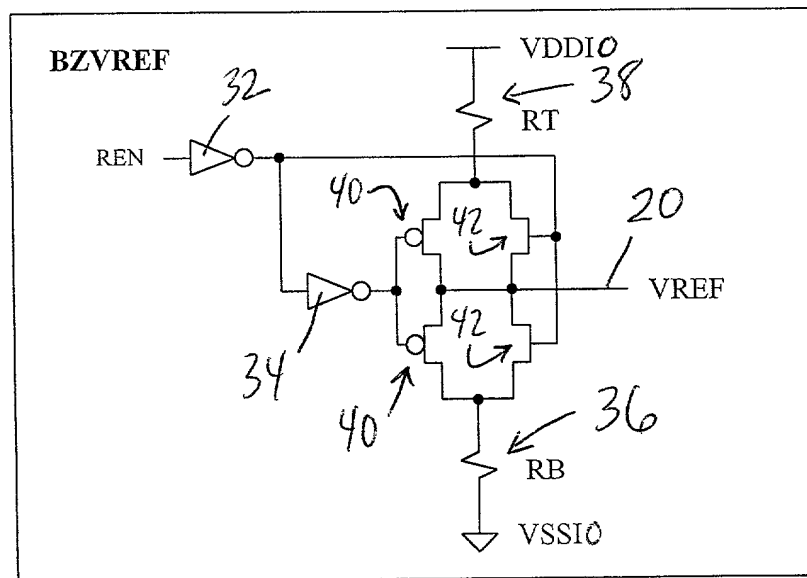 VDDIO
BZVREF
38
32
RT
REN
40
42
20
VREF
42
34
40
36
RB
VSSIO